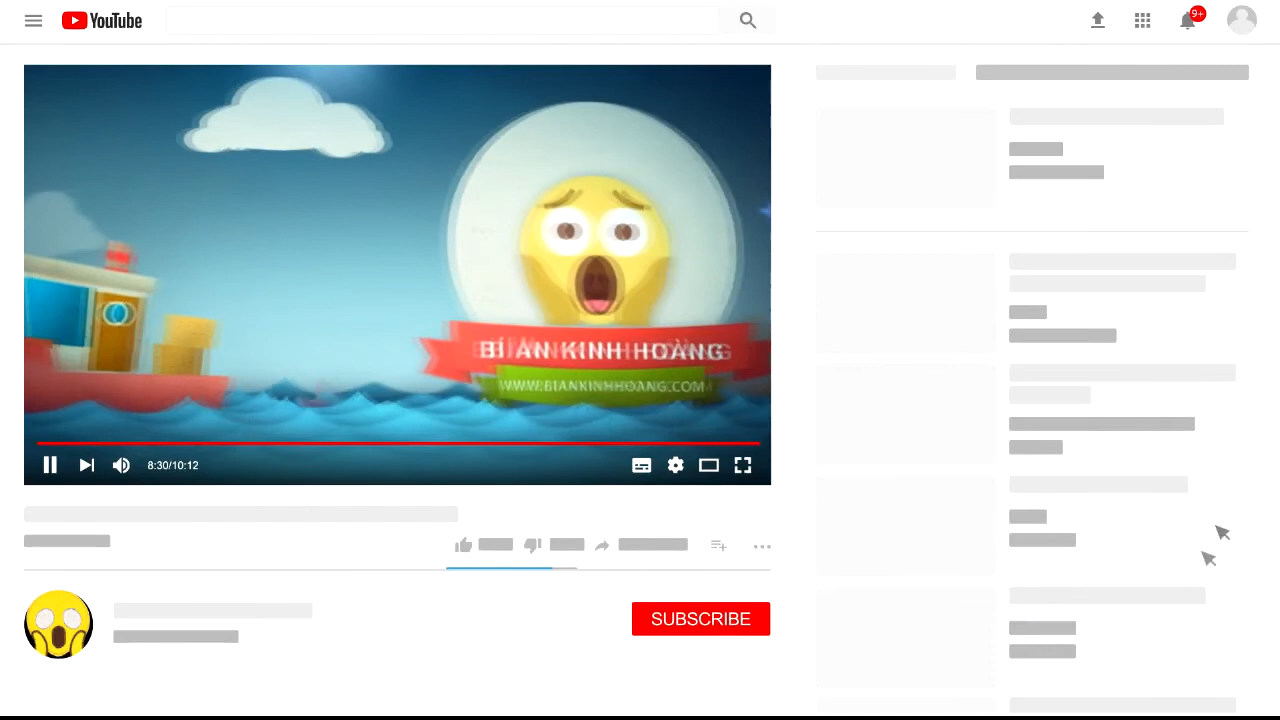 YouTube
9+
BÍ ẨN KINH HOÀNG
WWW.BIANKINHHOANG.COM
8:30/10:12
SUBSCRIBE